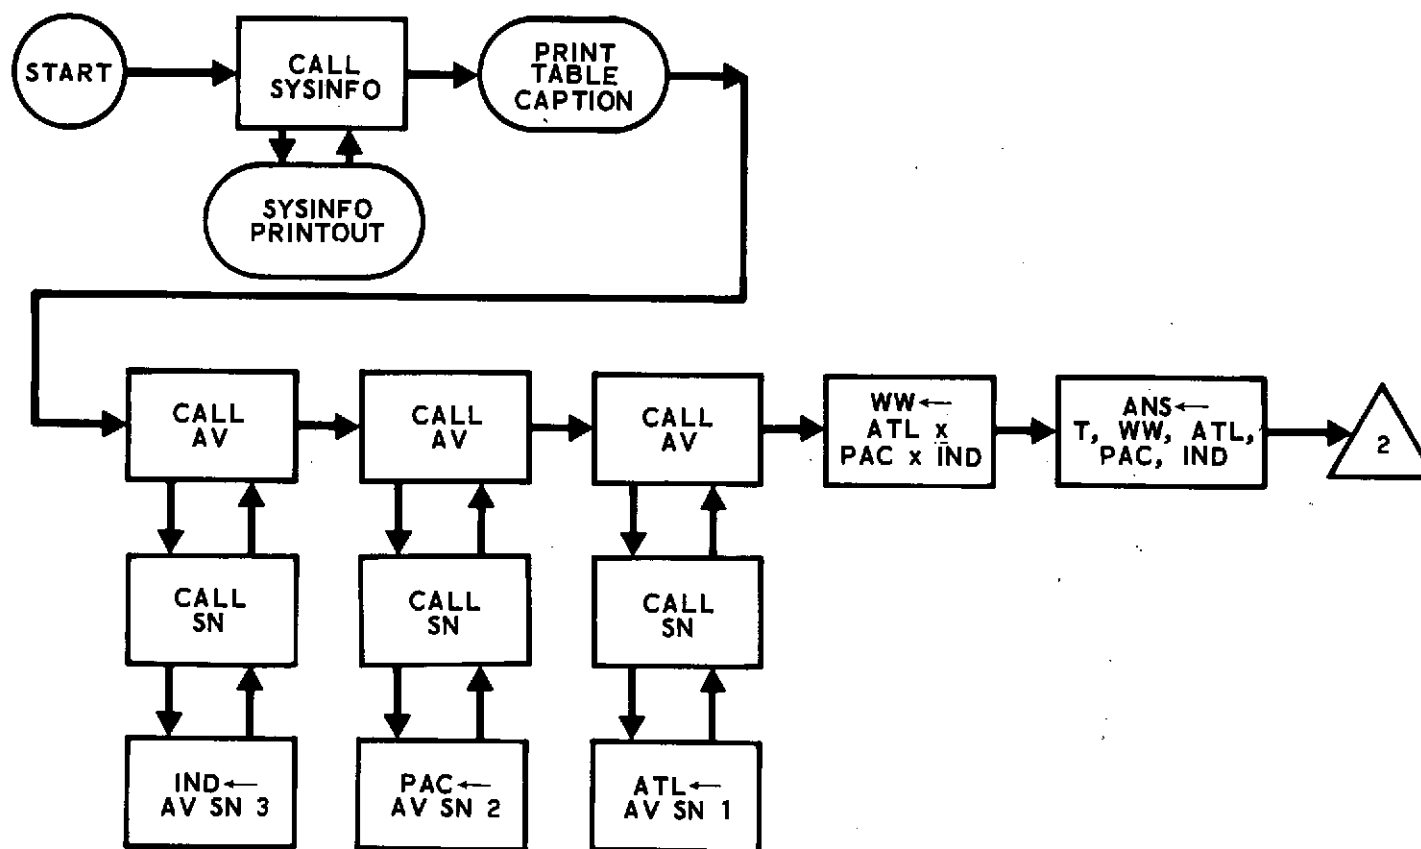 START
CALL
SYSINFO
PRINT
TABLE
CAPTION
SYSINFO
PRINTOUT
CALL
AV
CALL
AV
CALL
AV
WW←
ATL x
PAC x IND
ANS←
T, WW, ATL,
PAC, IND
2
CALL
SN
CALL
SN
CALL
SN
IND←
AV SN 3
PAC←
AV SN 2
ATL←
AV SN 1